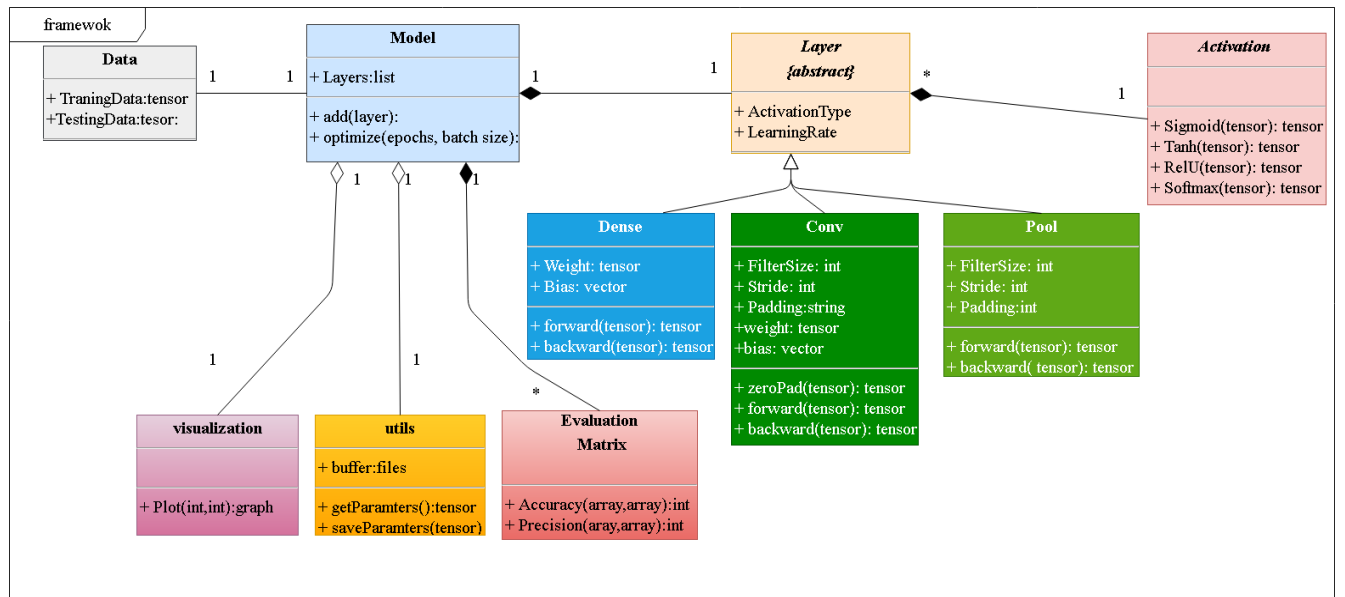 framewok
Data
+ TraningData:tensor
+TestingData:tesor:
1
1
Model
+ Layers:list
+ add(layer):
+ optimize(epochs, batch size):
1
1
Layer
{abstract}
+ ActivationType
+ LearningRate
*
1
Activation
+ Sigmoid(tensor): tensor
+ Tanh(tensor): tensor
+ RelU(tensor): tensor
+ Softmax(tensor): tensor
1
1
1
Dense
+ Weight: tensor
+ Bias: vector
+ forward(tensor): tensor
+ backward(tensor): tensor
Conv
+ FilterSize: int
+ Stride: int
+ Padding:string
+weight: tensor
+bias: vector
+ zeroPad(tensor): tensor
+ forward(tensor): tensor
+ backward(tensor): tensor
Pool
+ FilterSize: int
+ Stride: int
+ Padding:int
+ forward(tensor): tensor
+ backward( tensor): tensor
1
1
*
visualization
+ Plot(int,int):graph
utils
+ buffer:files
+ getParamters():tensor
+ saveParamters(tensor)
Evaluation
Matrix
+ Accuracy(array,array):int
+ Precision(aray,array):int